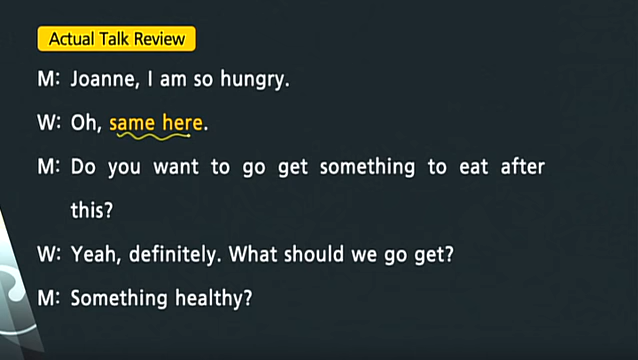 Actual Talk Review
M: Joanne, I am so hungry.
W: Oh, same here.
M: Do you want to go get something to eat after
this?
W: Yeah, definitely. What should we go get?
M: Something healthy?